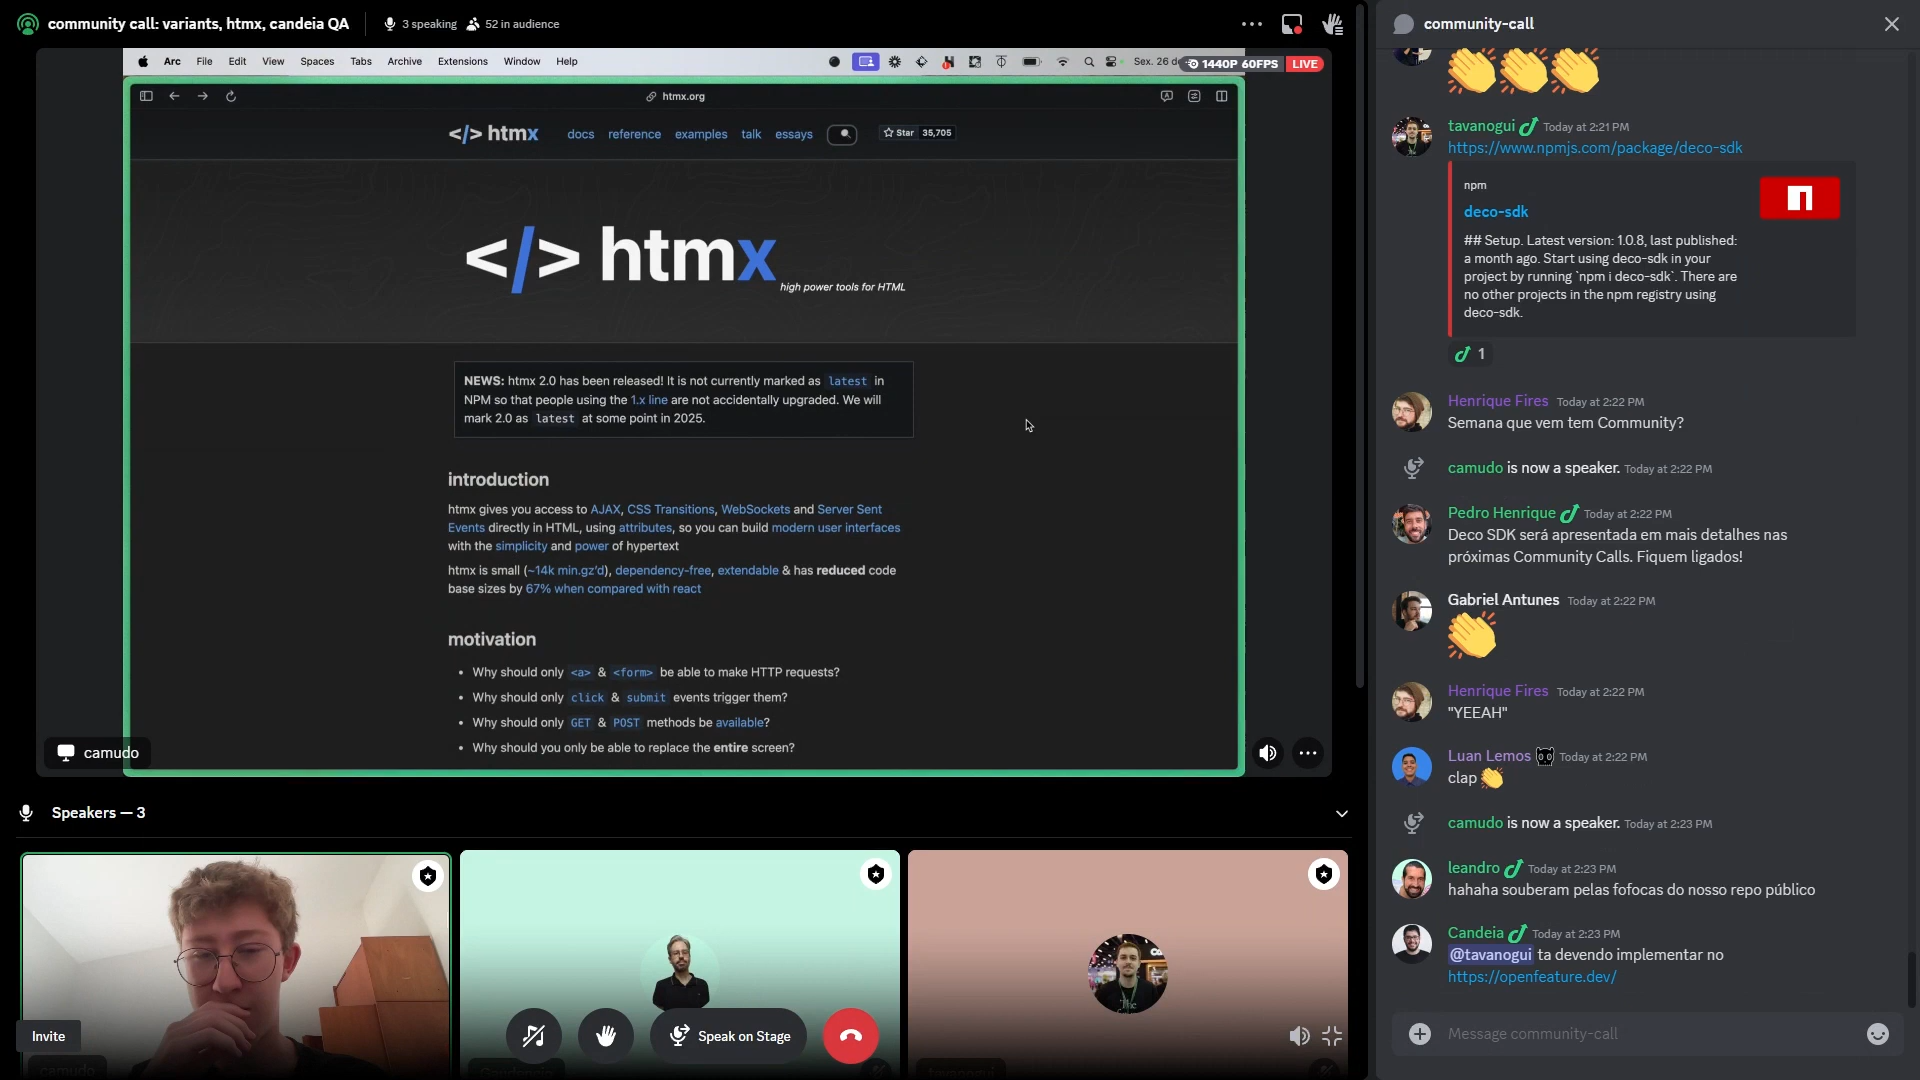 community call: variants, htmx, candeia QA
3 speaking
52 in audience
Arc File Edit View Spaces Tabs Archive Extensions Window Help
Sex. 26 d
1440P 60FPS LIVE
htmx.org
</> htmx docs reference examples talk essays Star 35,705
</> htmx
high power tools for HTML
NEWS: htmx 2.0 has been released! It is not currently marked as latest in
NPM so that people using the 1.x line are not accidentally upgraded. We will
mark 2.0 as latest at some point in 2025.
introduction
htmx gives you access to AJAX, CSS Transitions, WebSockets and Server Sent
Events directly in HTML, using attributes, so you can build modern user interfaces
with the simplicity and power of hypertext
htmx is small (~14k min.gz'd), dependency-free, extendable & has reduced code
base sizes by 67% when compared with react
motivation
• Why should only <a> & <form> be able to make HTTP requests?
• Why should only click & submit events trigger them?
• Why should only GET & POST methods be available?
• Why should you only be able to replace the entire screen?
camudo
Speakers — 3
Invite
camudo
Speak on Stage
tavanogui
community-call
tavanogui Today at 2:21 PM
https://www.npmjs.com/package/deco-sdk
npm
deco-sdk
## Setup. Latest version: 1.0.8, last published:
a month ago. Start using deco-sdk in your
project by running `npm i deco-sdk`. There are
no other projects in the npm registry using
deco-sdk.
1
Henrique Fires Today at 2:22 PM
Semana que vem tem Community?
camudo is now a speaker. Today at 2:22 PM
Pedro Henrique Today at 2:22 PM
Deco SDK será apresentada em mais detalhes nas
próximas Community Calls. Fiquem ligados!
Gabriel Antunes Today at 2:22 PM
Henrique Fires Today at 2:22 PM
"YEEAH"
Luan Lemos Today at 2:22 PM
clap
camudo is now a speaker. Today at 2:23 PM
leandro Today at 2:23 PM
hahaha souberam pelas fofocas do nosso repo público
Candeia Today at 2:23 PM
@tavanogui ta devendo implementar no
https://openfeature.dev/
Message community-call